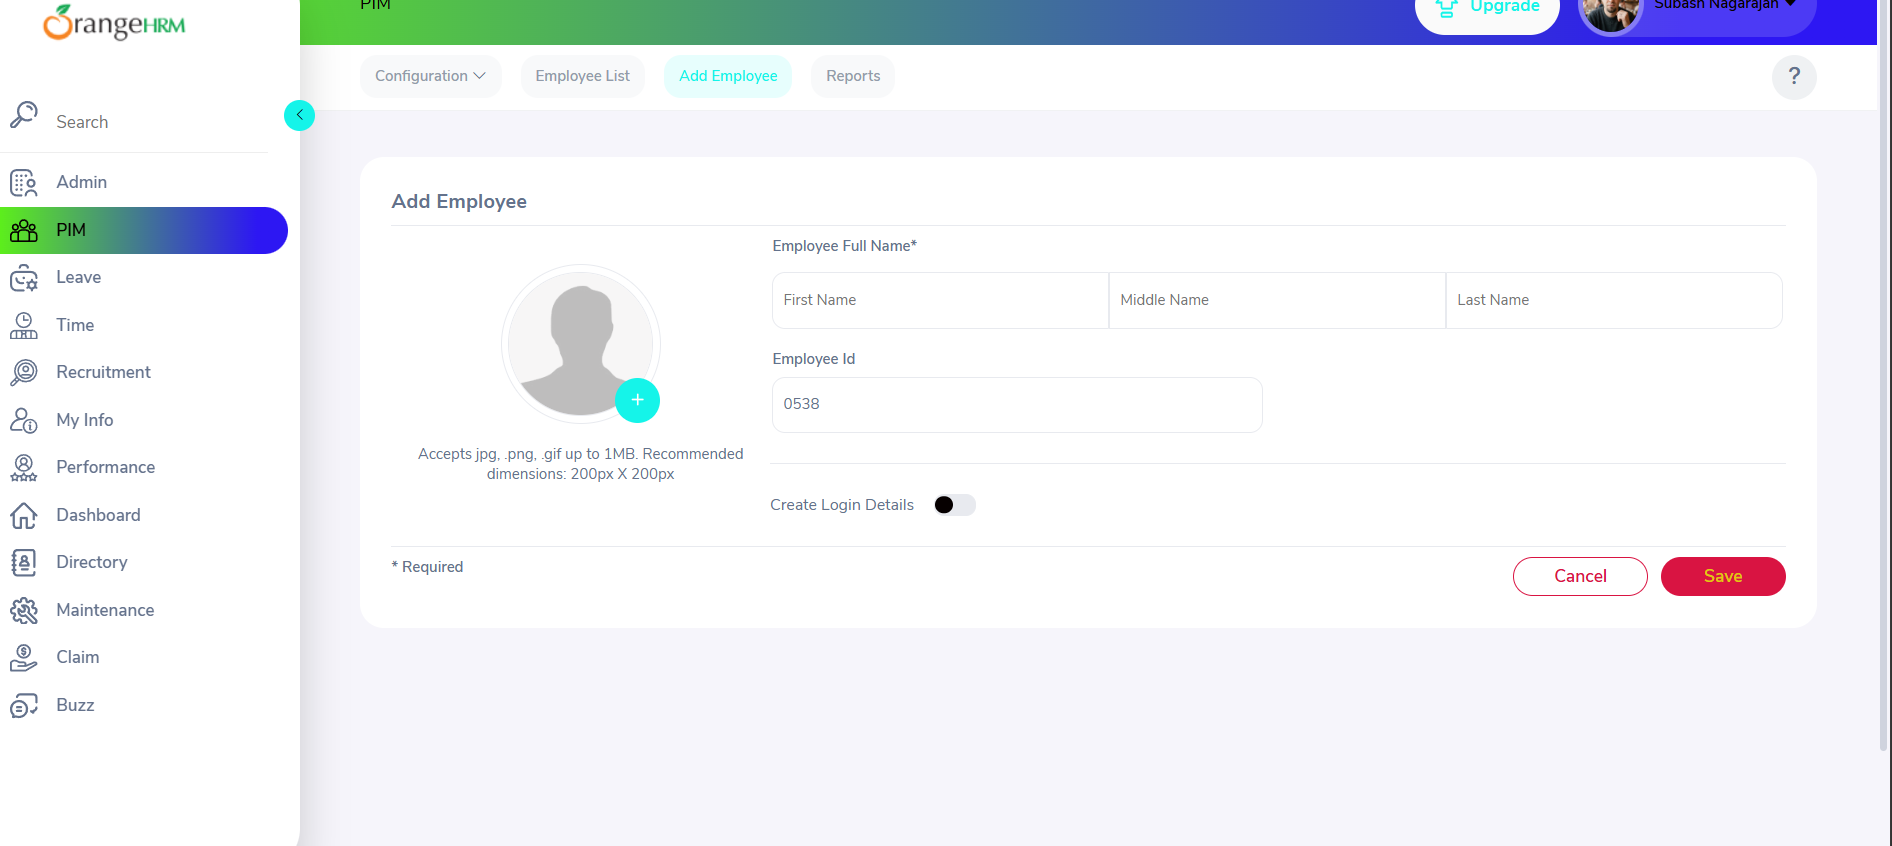 OrangeHRM
Search
Admin
PIM
Leave
Time
Recruitment
My Info
Performance
Dashboard
Directory
Maintenance
Claim
Buzz
PIM
Upgrade
Subash Nagarajan
Configuration
Employee List
Add Employee
Reports
?
Add Employee
Accepts jpg, .png, .gif up to 1MB. Recommended
dimensions: 200px X 200px
Employee Full Name*
First Name
Middle Name
Last Name
Employee Id
0538
Create Login Details
* Required
Cancel
Save